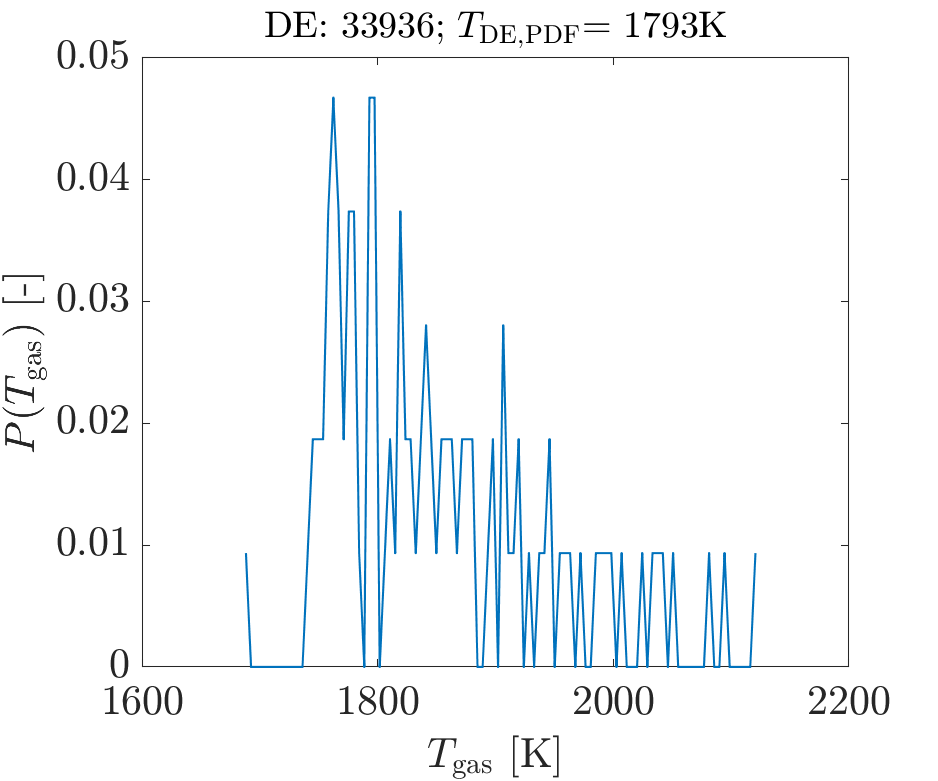 DE: 33936; T_DE,PDF= 1793K
0.05
0.04
0.03
0.02
0.01
0
P(T_gas) [-]
1600 1800 2000 2200
T_gas [K]